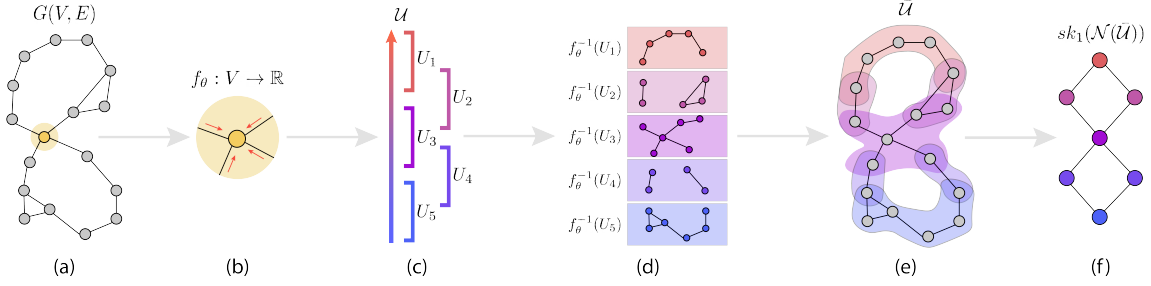 G(V, E)
f_θ : V → ℝ
𝒰
U_1
U_2
U_3
U_4
U_5
f_θ^{-1}(U_1)
f_θ^{-1}(U_2)
f_θ^{-1}(U_3)
f_θ^{-1}(U_4)
f_θ^{-1}(U_5)
𝒰̄
sk_1(𝒩(𝒰̄))
(a)
(b)
(c)
(d)
(e)
(f)